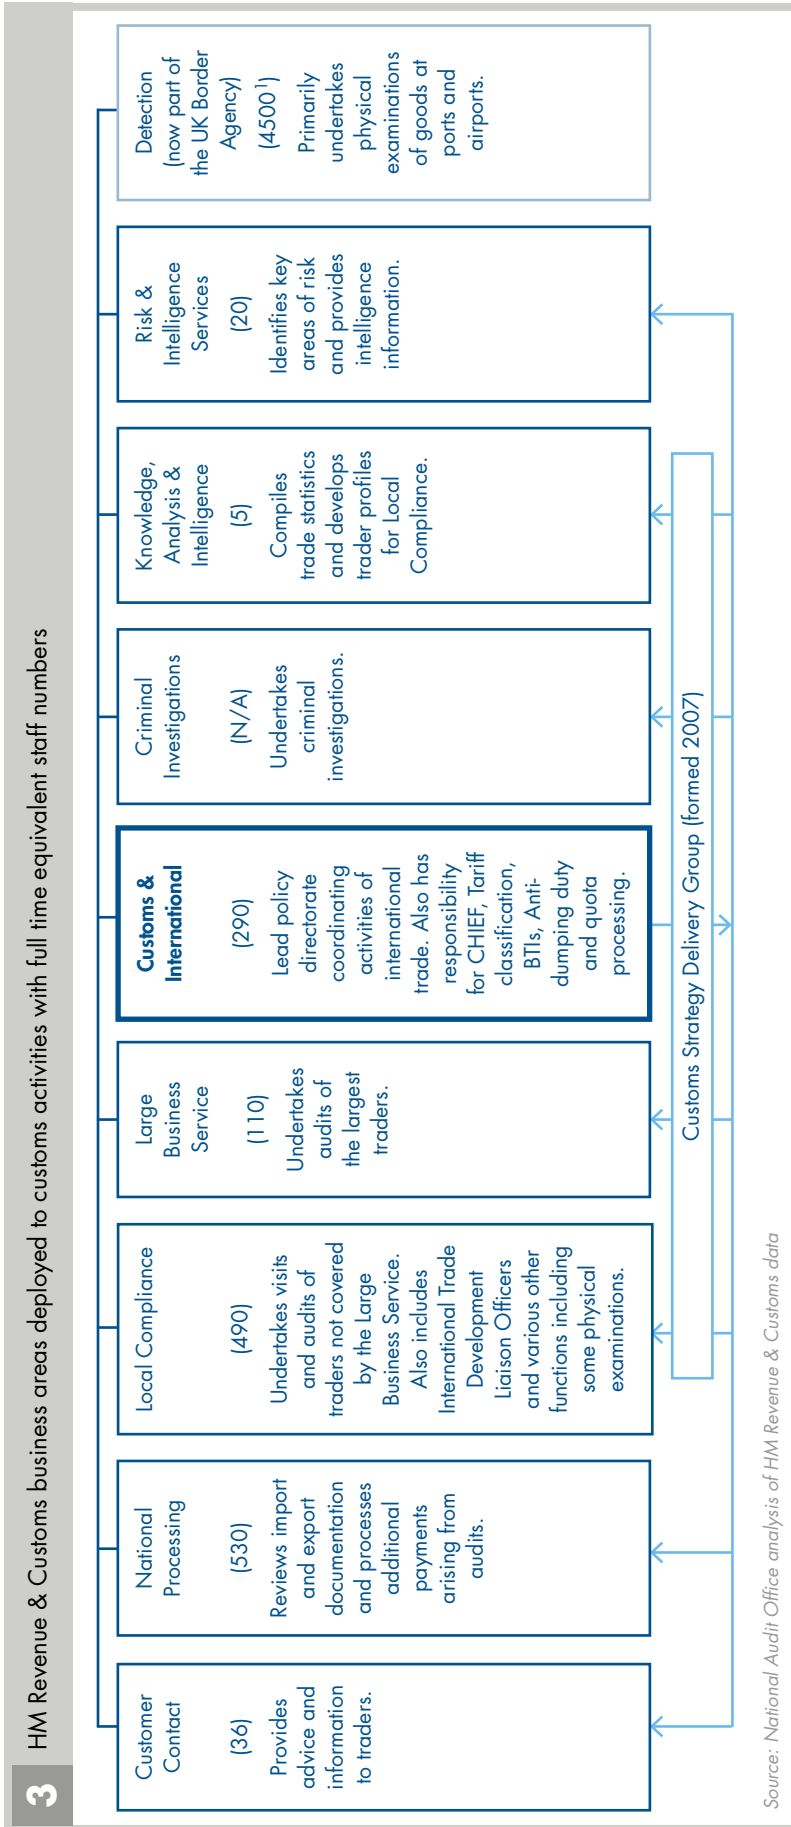 3
HM Revenue & Customs business areas deployed to customs activities with full time equivalent staff numbers
Customer
Contact
(36)
Provides
advice and
information
to traders.
National
Processing
(530)
Reviews import
and export
documentation
and processes
additional
payments
arising from
audits.
Local Compliance
(490)
Undertakes visits
and audits of
traders not covered
by the Large
Business Service.
Also includes
International Trade
Development
Liaison Officers
and various other
functions including
some physical
examinations.
Large
Business
Service
(110)
Undertakes
audits of
the largest
traders.
Customs &
International
(290)
Lead policy
directorate
coordinating
activities of
international
trade. Also has
responsibility
for CHIEF, Tariff
classification,
BTIs, Anti-
dumping duty
and quota
processing.
Criminal
Investigations
(N/A)
Undertakes
criminal
investigations.
Knowledge,
Analysis &
Intelligence
(5)
Compiles
trade statistics
and develops
trader profiles
for Local
Compliance.
Risk &
Intelligence
Services
(20)
Identifies key
areas of risk
and provides
intelligence
information.
Detection
(now part of
the UK Border
Agency)
(4500¹)
Primarily
undertakes
physical
examinations
of goods at
ports and
airports.
Customs Strategy Delivery Group (formed 2007)
Source: National Audit Office analysis of HM Revenue & Customs data